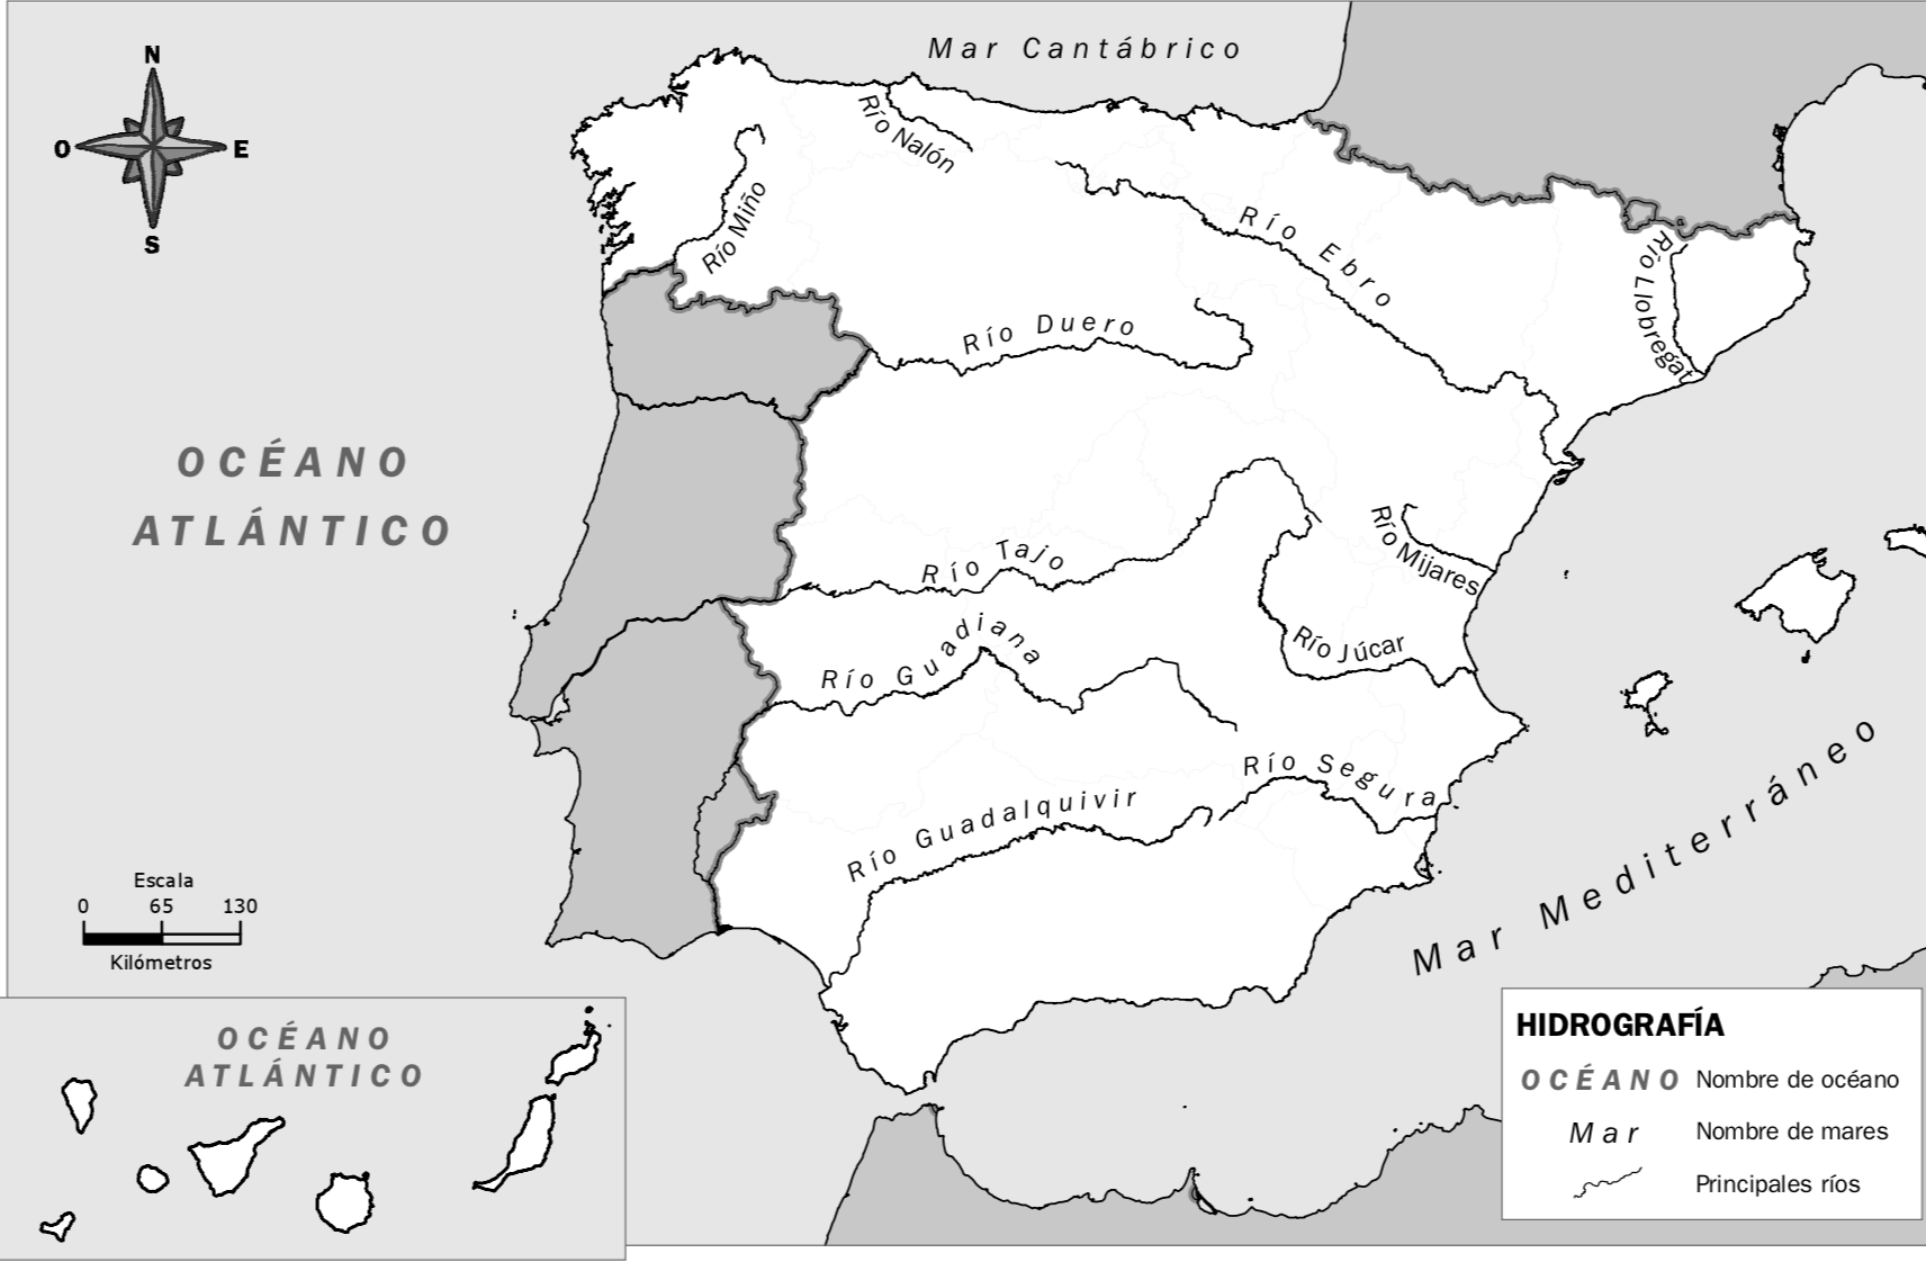 Mar Cantábrico
N
O
E
S
Río Nalón
Río Miño
Río Ebro
Río Llobregat
Río Duero
OCÉANO
ATLÁNTICO
Río Mijares
Río Tajo
Río Guadiana
Río Júcar
Río Segura
Río Guadalquivir
Mar Mediterráneo
Escala
0 65 130
Kilómetros
OCÉANO
ATLÁNTICO
HIDROGRAFÍA
OCÉANO Nombre de océano
Mar Nombre de mares
Principales ríos